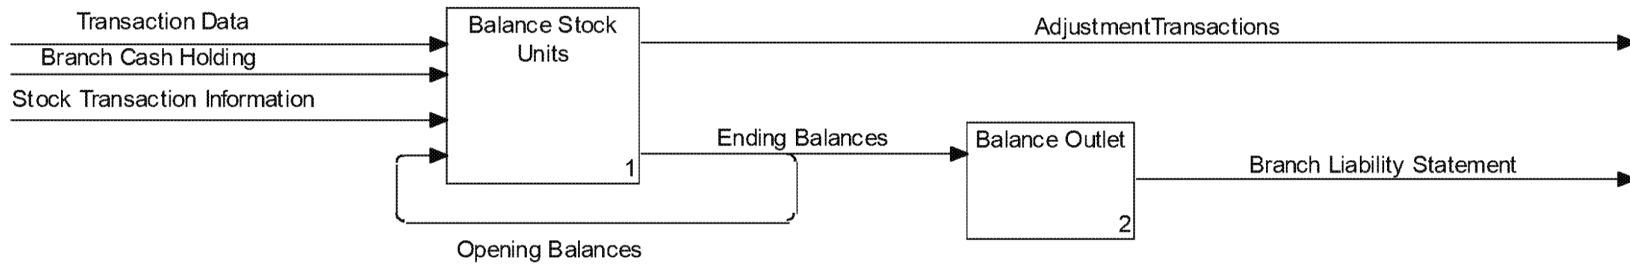 Transaction Data
Branch Cash Holding
Stock Transaction Information
Balance Stock
Units
1
AdjustmentTransactions
Ending Balances
Opening Balances
Balance Outlet
2
Branch Liability Statement